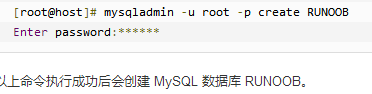 [root@host]# mysqladmin -u root -p create RUNOOB
Enter password:******
以上命令执行成功后会创建 MySQL 数据库 RUNOOB。